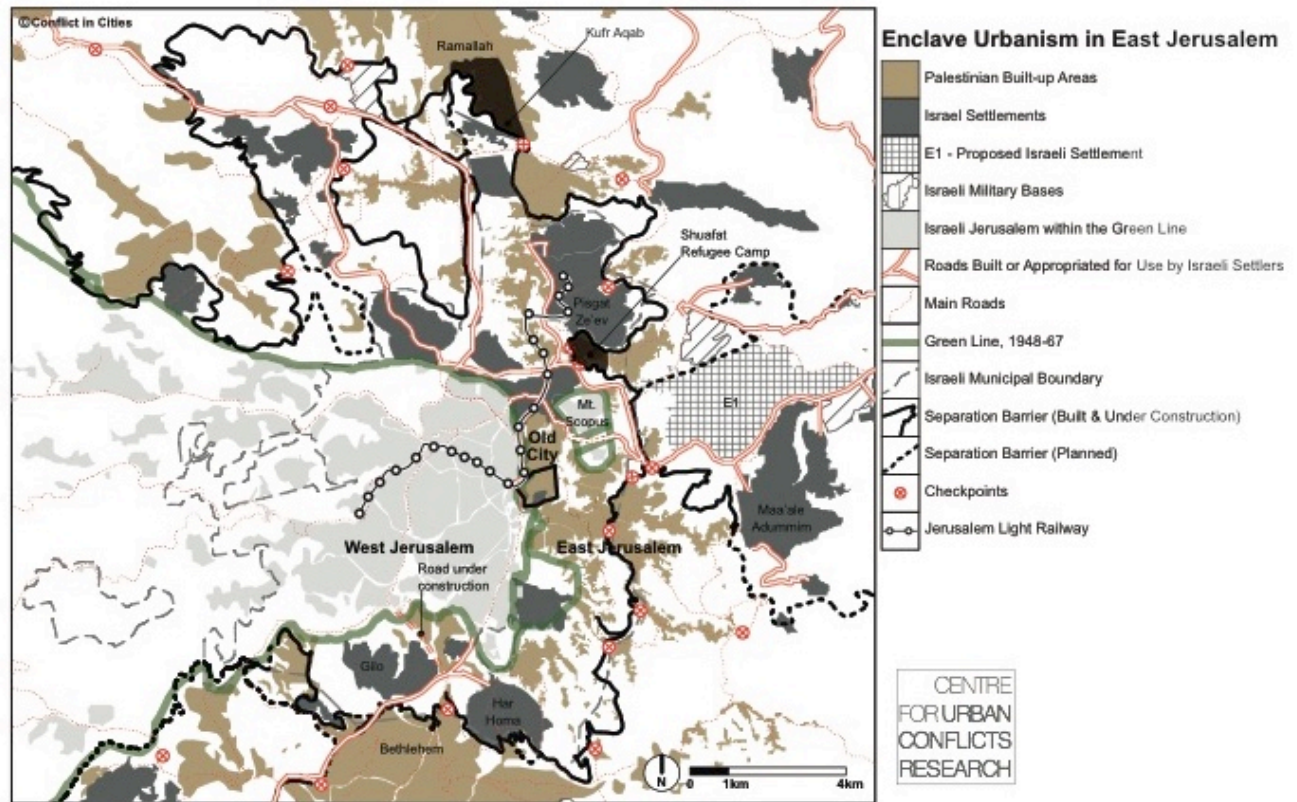 ©Conflict in Cities
Ramallah
Kufr Aqab
Shuafat
Refugee Camp
Pisgat
Ze'ev
E1
Mt.
Scopus
Old
City
Maa'ale
Adummim
West Jerusalem
East Jerusalem
Road under
construction
Gilo
Har
Homa
Bethlehem
N
0 1km 4km
Enclave Urbanism in East Jerusalem
Palestinian Built-up Areas
Israel Settlements
E1 - Proposed Israeli Settlement
Israeli Military Bases
Israeli Jerusalem within the Green Line
Roads Built or Appropriated for Use by Israeli Settlers
Main Roads
Green Line, 1948-67
Israeli Municipal Boundary
Separation Barrier (Built & Under Construction)
Separation Barrier (Planned)
Checkpoints
Jerusalem Light Railway
CENTRE
FOR URBAN
CONFLICTS
RESEARCH